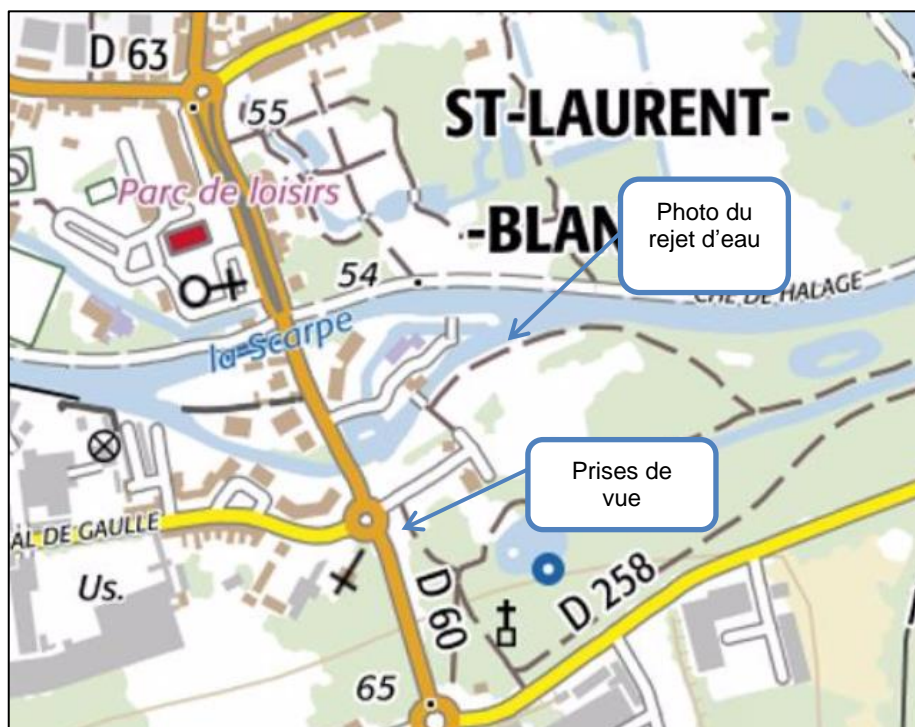 D 63
55
ST-LAURENT-
Parc de loisirs
Photo du
rejet d'eau
-BLAN
54
CHE DE HALAGE
la Scarpe
Prises de
vue
AL DE GAULLE
Us.
D 60
D 258
65